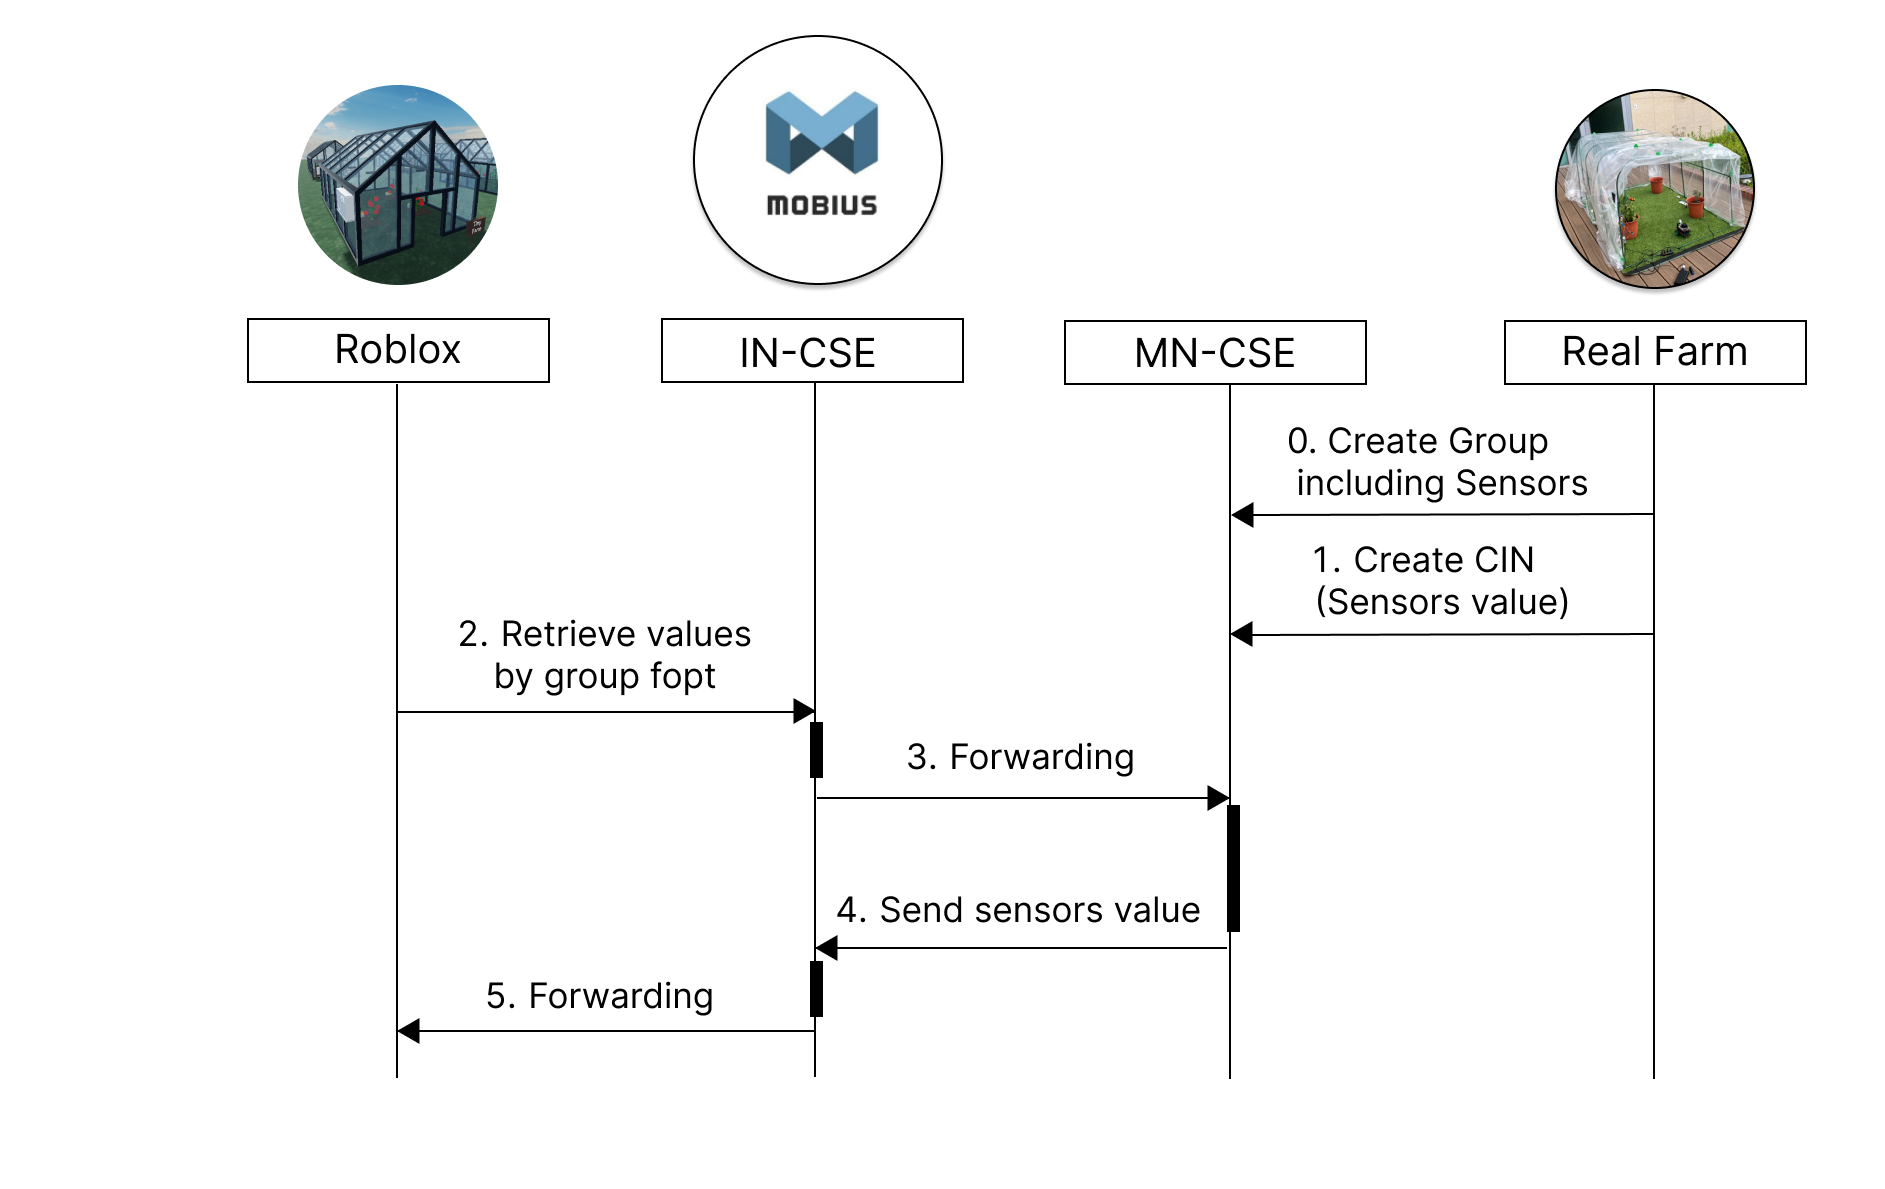 MOBIUS
Roblox
IN-CSE
MN-CSE
Real Farm
0. Create Group
including Sensors
1. Create CIN
(Sensors value)
2. Retrieve values
by group fopt
3. Forwarding
4. Send sensors value
5. Forwarding